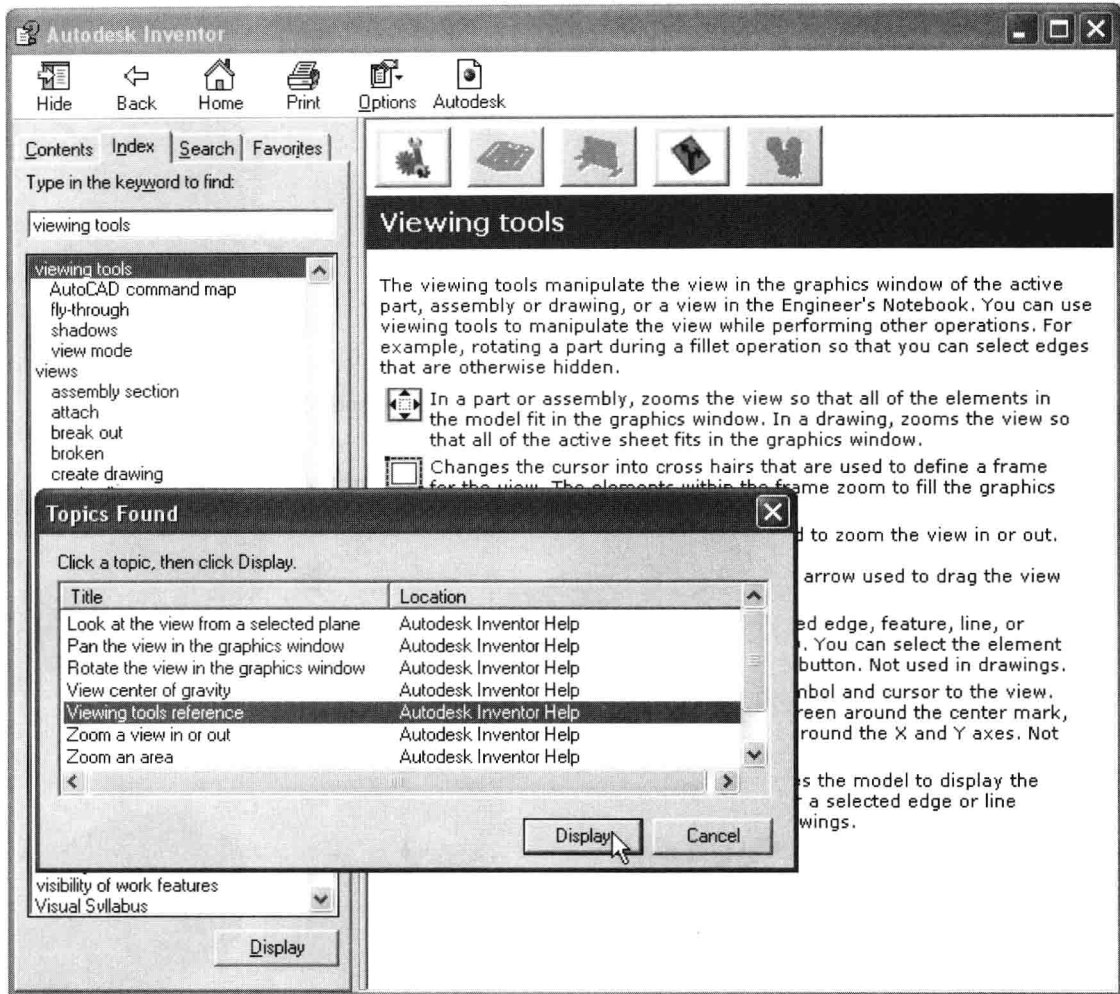 Autodesk Inventor
Hide Back Home Print Options Autodesk
Contents Index Search Favorites
Type in the keyword to find:
viewing tools
viewing tools
AutoCAD command map
fly-through
shadows
view mode
views
assembly section
attach
break out
broken
create drawing
visibility of work features
Visual Syllabus
Display
Viewing tools
The viewing tools manipulate the view in the graphics window of the active
part, assembly or drawing, or a view in the Engineer's Notebook. You can use
viewing tools to manipulate the view while performing other operations. For
example, rotating a part during a fillet operation so that you can select edges
that are otherwise hidden.
In a part or assembly, zooms the view so that all of the elements in
the model fit in the graphics window. In a drawing, zooms the view so
that all of the active sheet fits in the graphics window.
Changes the cursor into cross hairs that are used to define a frame
for the view. The elements within the frame zoom to fill the graphics
d to zoom the view in or out.
arrow used to drag the view
ed edge, feature, line, or
. You can select the element
button. Not used in drawings.
nbol and cursor to the view.
reen around the center mark,
round the X and Y axes. Not
es the model to display the
r a selected edge or line
wings.
Topics Found
Click a topic, then click Display.
Title Location
Look at the view from a selected plane Autodesk Inventor Help
Pan the view in the graphics window Autodesk Inventor Help
Rotate the view in the graphics window Autodesk Inventor Help
View center of gravity Autodesk Inventor Help
Viewing tools reference Autodesk Inventor Help
Zoom a view in or out Autodesk Inventor Help
Zoom an area Autodesk Inventor Help
Display Cancel